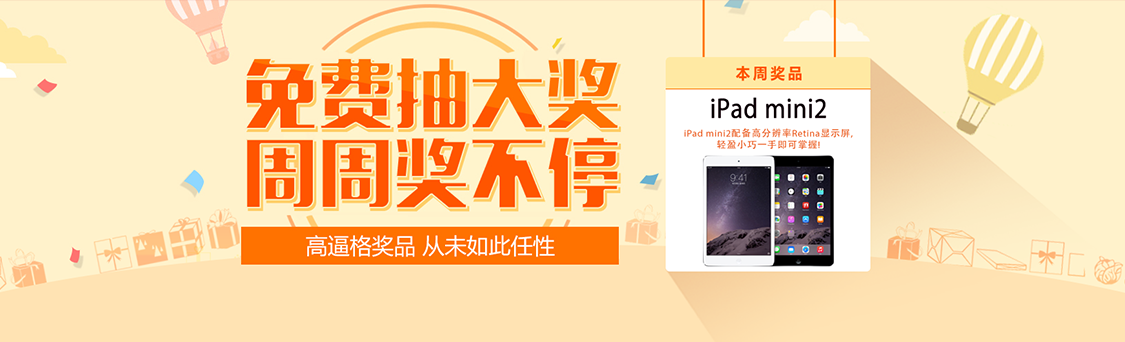 免费抽大奖
周周奖不停
高逼格奖品 从未如此任性
本周奖品
iPad mini2
iPad mini2配备高分辨率Retina显示屏,
轻盈小巧一手即可掌握!
9:41